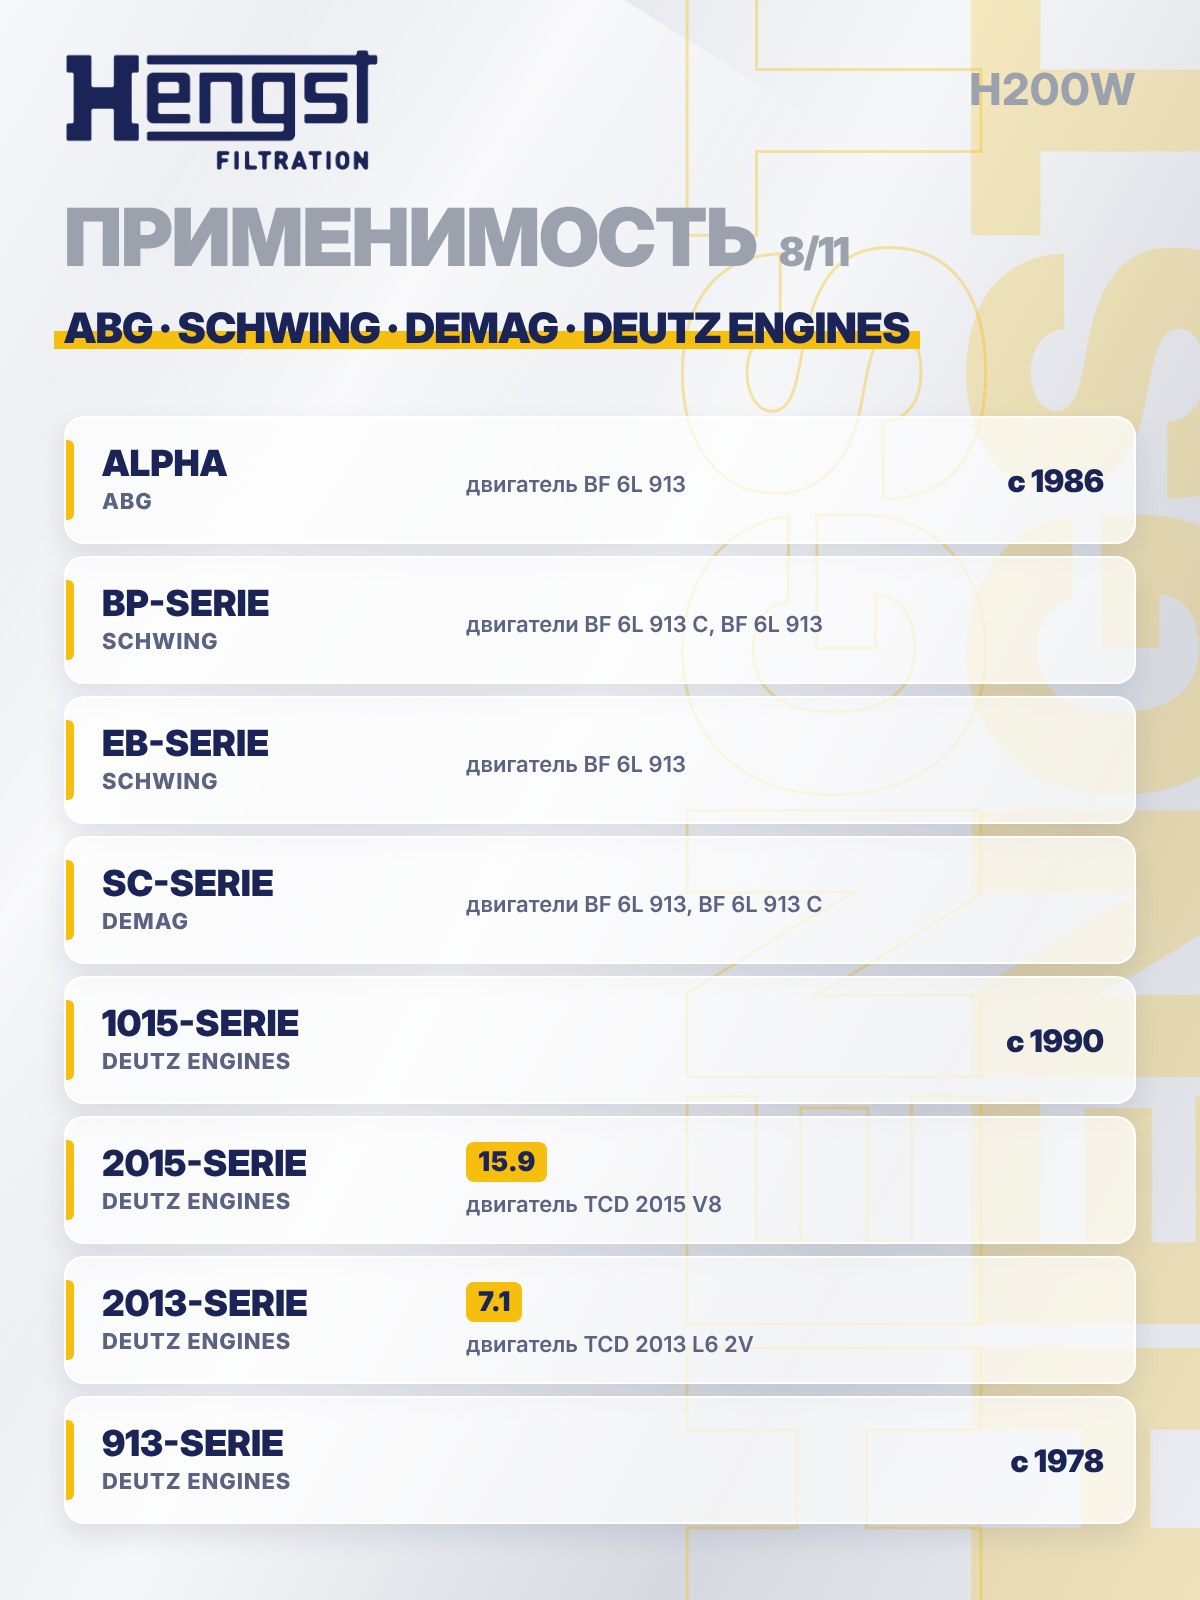 Hengst
FILTRATION
H200W
ПРИМЕНИМОСТЬ 8/11
ABG · SCHWING · DEMAG · DEUTZ ENGINES
ALPHA
ABG
двигатель BF 6L 913
с 1986
BP-SERIE
SCHWING
двигатели BF 6L 913 C, BF 6L 913
EB-SERIE
SCHWING
двигатель BF 6L 913
SC-SERIE
DEMAG
двигатели BF 6L 913, BF 6L 913 C
1015-SERIE
DEUTZ ENGINES
с 1990
2015-SERIE
DEUTZ ENGINES
15.9
двигатель TCD 2015 V8
2013-SERIE
DEUTZ ENGINES
7.1
двигатель TCD 2013 L6 2V
913-SERIE
DEUTZ ENGINES
с 1978
HENGST
HENGST